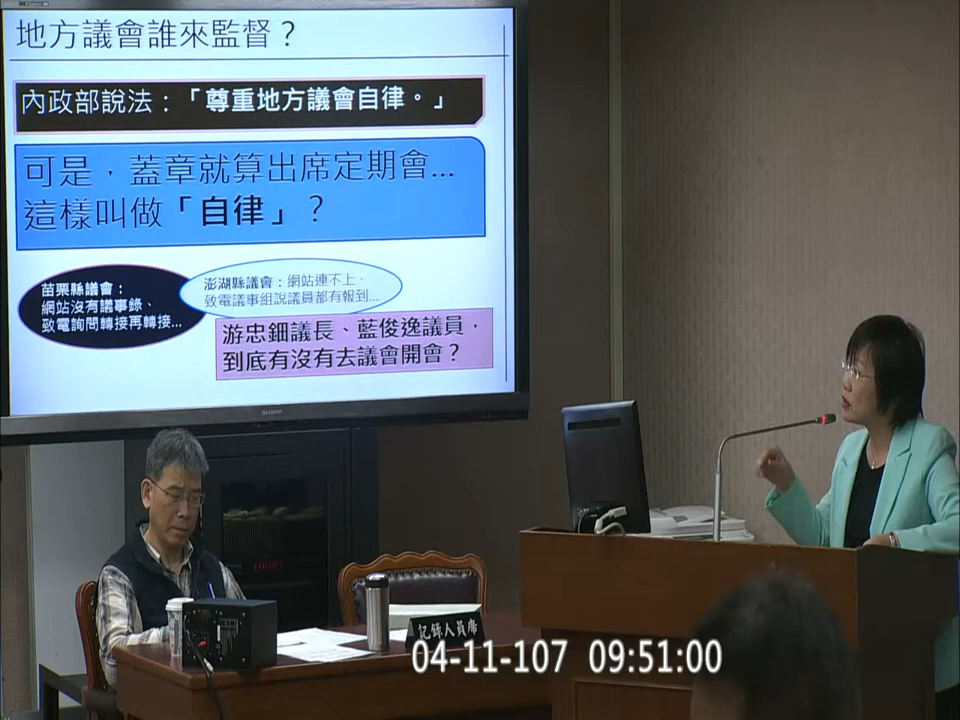 地方議會誰來監督？
內政部說法：「尊重地方議會自律。」
可是，蓋章就算出席定期會...
這樣叫做「自律」？
苗栗縣議會：
網站沒有議事錄、
致電詢問轉接再轉接...
澎湖縣議會：網站連不上、
致電議事組說議員都有報到...
游忠鈿議長、藍俊逸議員，
到底有沒有去議會開會？
SHARP
記錄人員席
04-11-107 09:51:00